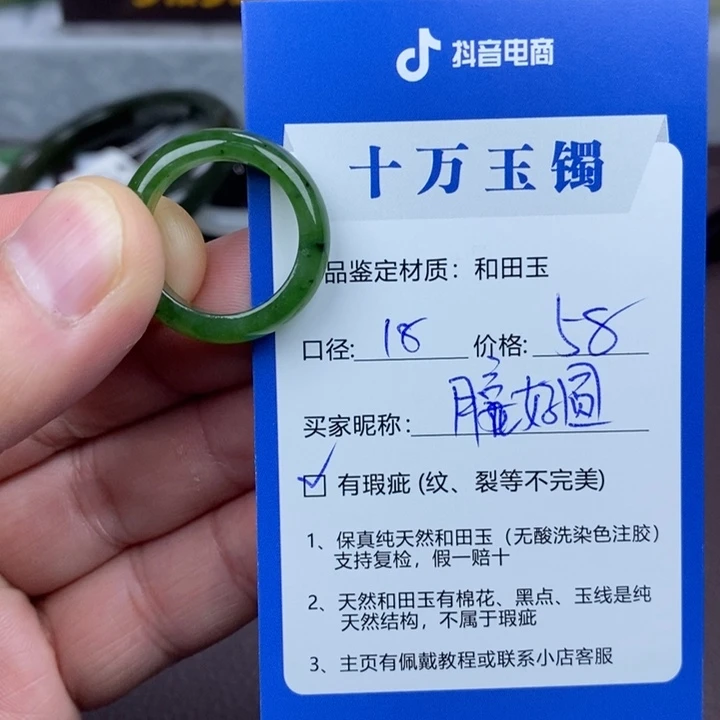 抖音电商
十万玉镯
品鉴定材质：和田玉
口径: 18 价格: 58
买家昵称: 好圆
✓ 有瑕疵 (纹、裂等不完美)
1、保真纯天然和田玉（无酸洗染色注胶）
支持复检，假一赔十
2、天然和田玉有棉花、黑点、玉线是纯
天然结构，不属于瑕疵
3、主页有佩戴教程或联系小店客服